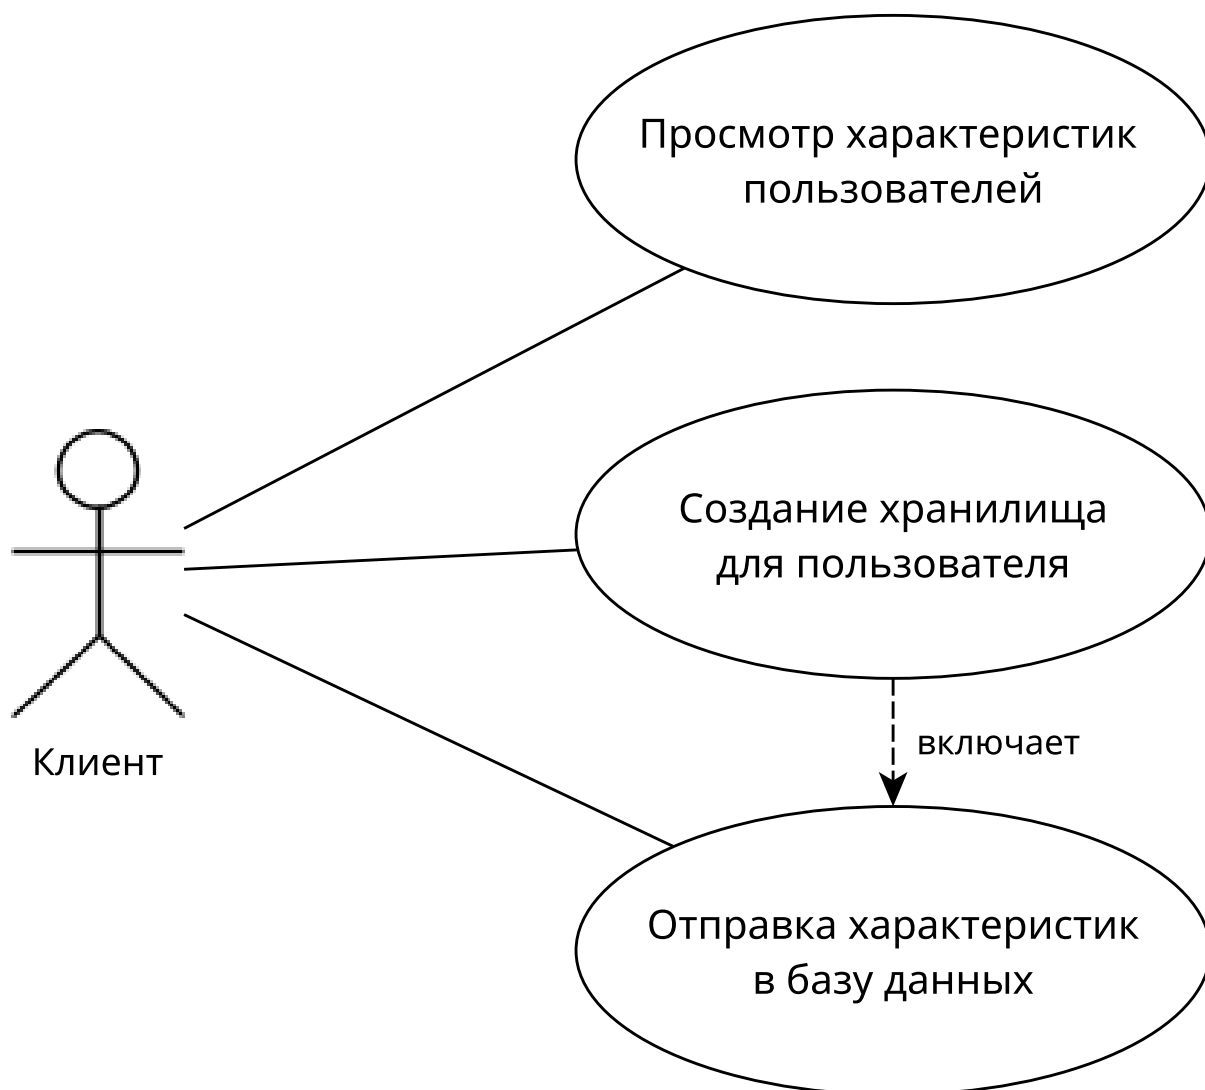 Просмотр характеристик
пользователей
Создание хранилища
для пользователя
включает
Клиент
Отправка характеристик
в базу данных